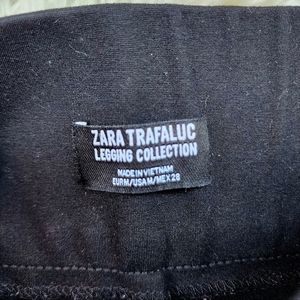 ZARA TRAFALUC
LEGGING COLLECTION
MADE IN VIETNAM
EUR M/USA M/MEX 28